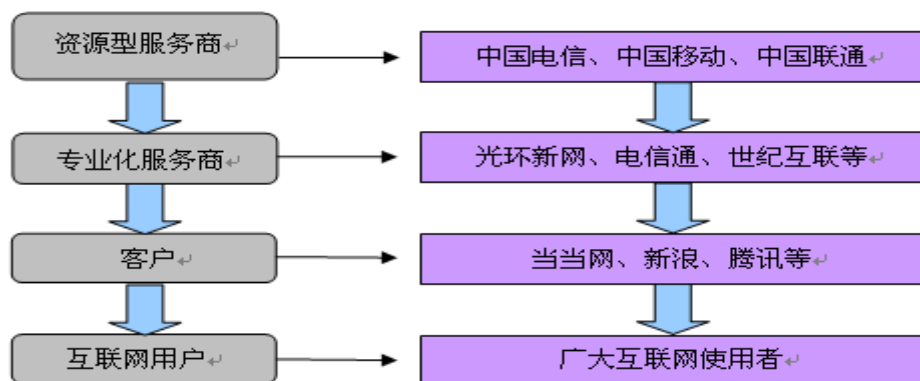 资源型服务商
中国电信、中国移动、中国联通
专业化服务商
光环新网、电信通、世纪互联等
客户
当当网、新浪、腾讯等
互联网用户
广大互联网使用者